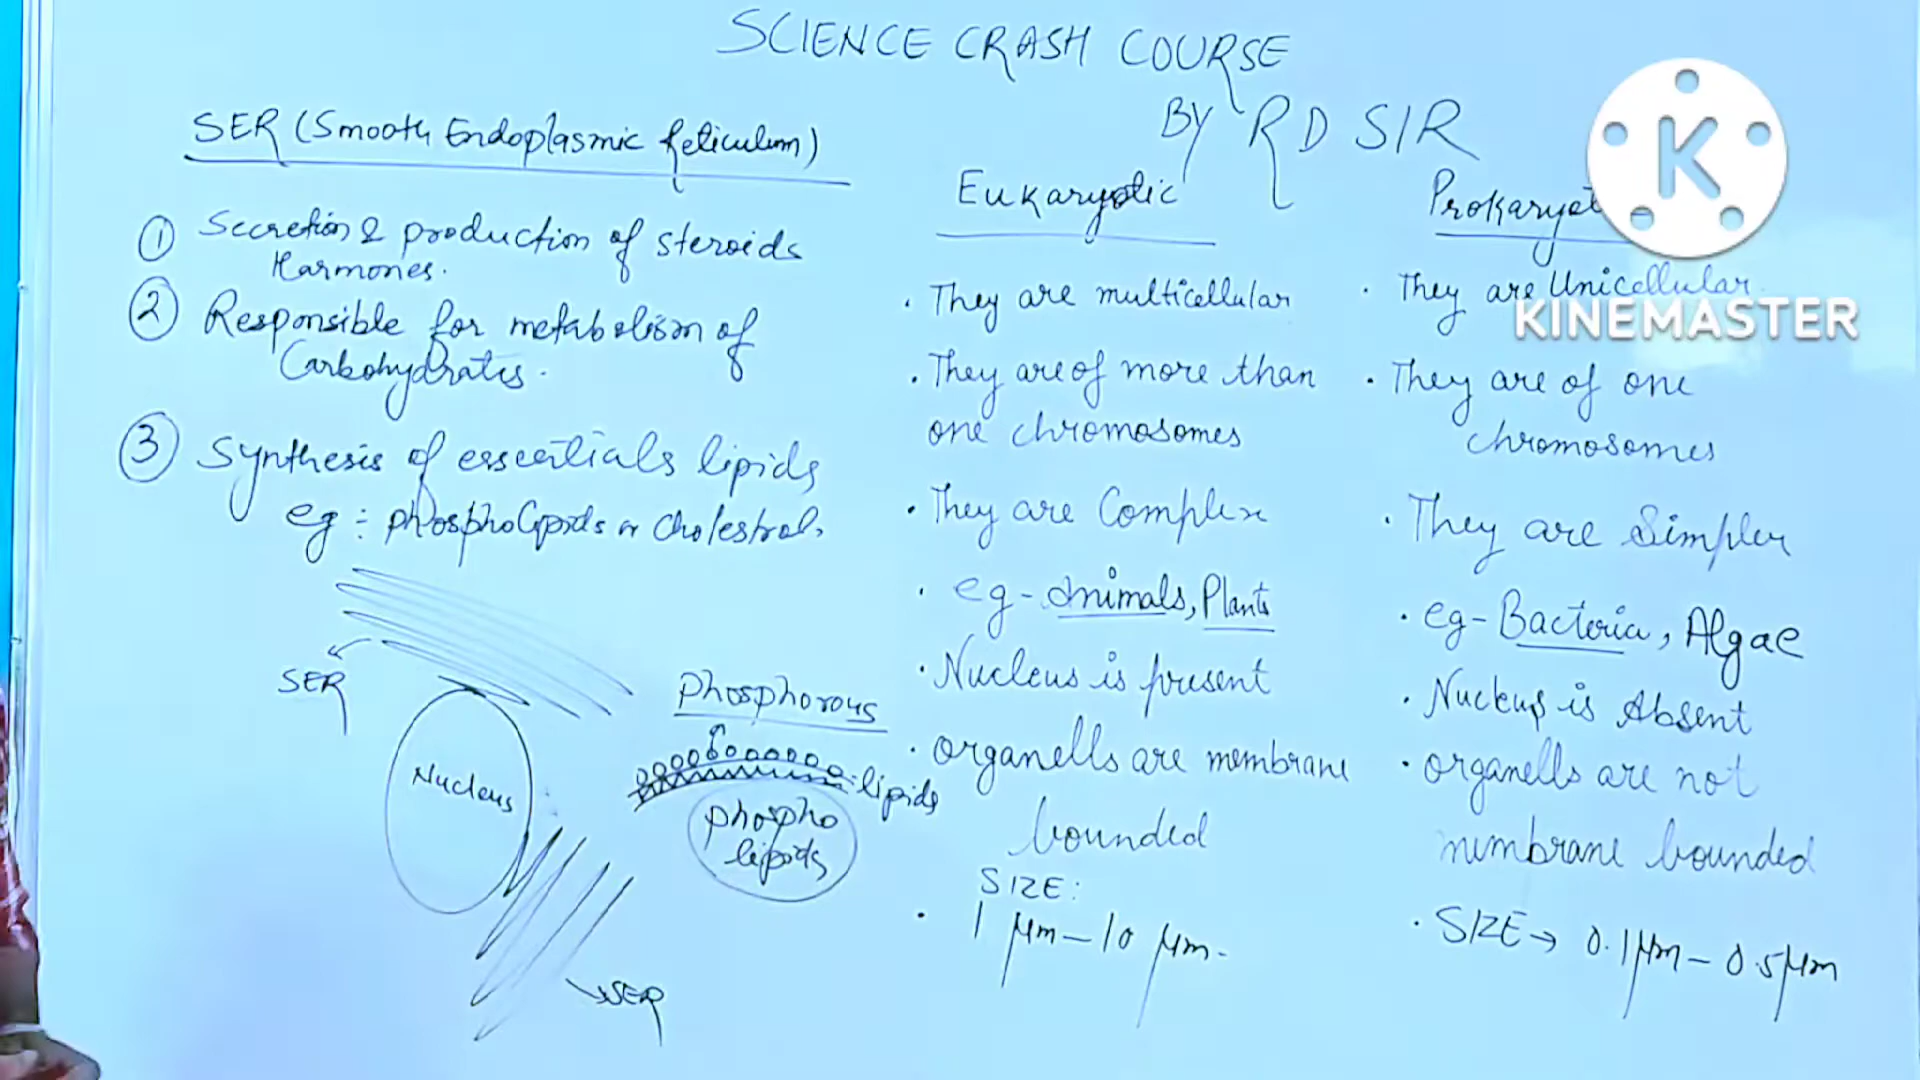 SCIENCE CRASH COURSE
BY RD SIR
SER (Smooth Endoplasmic Reticulum)
① Secretion & production of steroids
Harmones.
② Responsible for metabolism of
Carbohydrates.
③ Synthesis of essentials lipids
eg:- phospholipids or cholestral.
SER
Nucleus
SER
Phosphorous
lipids
phospho
lipids
Eukaryotic
. They are multicellular
. They are of more than
one chromosomes
. They are Complex
. eg - Animals, Plants
. Nucleus is present
. organells are membrane
bounded
SIZE:
. 1 μm – 10 μm.
Prokaryot
. They are Unicellular
. They are of one
chromosomes
. They are Simpler
. eg - Bacteria, Algae
. Nucleus is Absent
. organells are not
membrane bounded
. SIZE → 0.1μm – 0.5μm
K
KINEMASTER